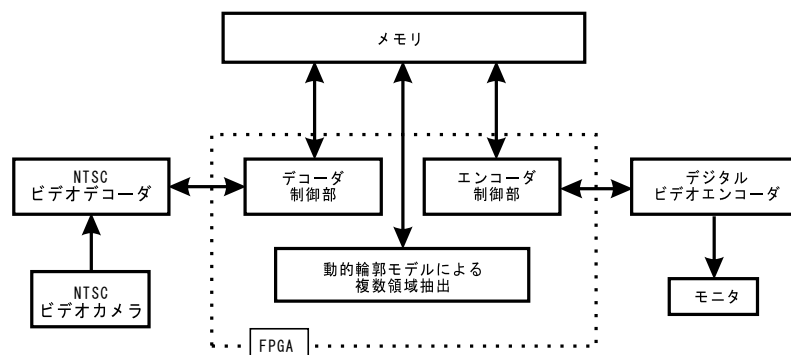 メモリ
NTSC
ビデオデコーダ
デコーダ
制御部
エンコーダ
制御部
デジタル
ビデオエンコーダ
動的輪郭モデルによる
複数領域抽出
NTSC
ビデオカメラ
モニタ
FPGA